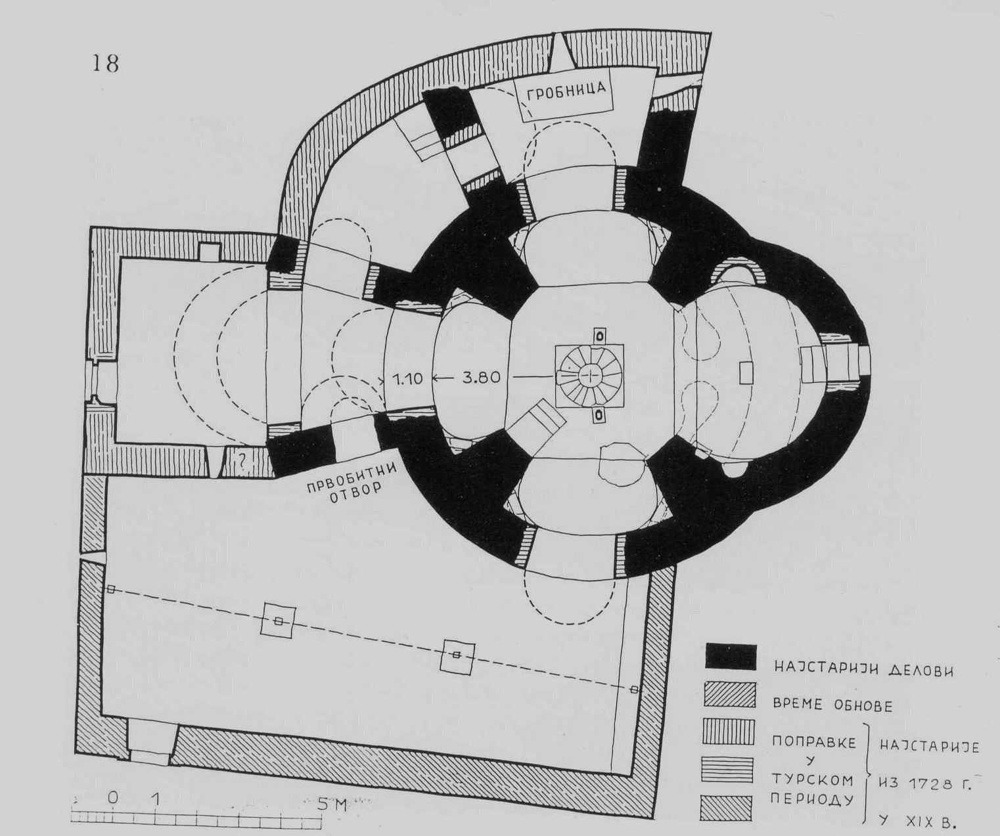 18
ГРОБНИЦА
1.10
3.80
ПРВОБИТНИ
ОТВОР
?
НАЈСТАРИЈИ ДЕЛОВИ
ВРЕМЕ ОБНОВЕ
ПОПРАВКЕ
У
ТУРСКОМ
ПЕРИОДУ
НАЈСТАРИЈЕ
ИЗ 1728 Г.
У XIX В.
0 1 5 М